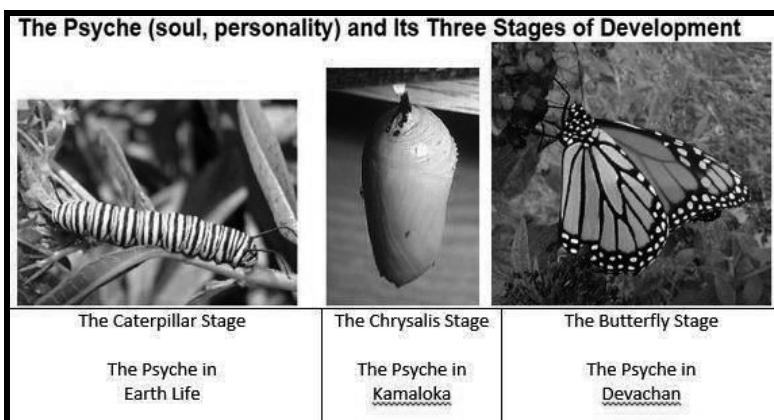 The Psyche (soul, personality) and Its Three Stages of Development
The Caterpillar Stage
The Psyche in
Earth Life
The Chrysalis Stage
The Psyche in
Kamaloka
The Butterfly Stage
The Psyche in
Devachan